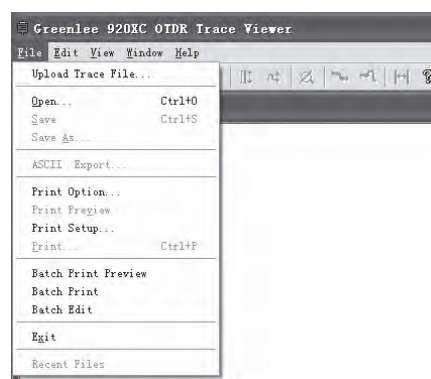 Greenlee 920XC OTDR Trace Viewer
File Edit View Window Help
Upload Trace File...
Open... Ctrl+O
Save Ctrl+S
Save As...
ASCII Export...
Print Option...
Print Preview
Print Setup...
Print... Ctrl+P
Batch Print Preview
Batch Print
Batch Edit
Exit
Recent Files